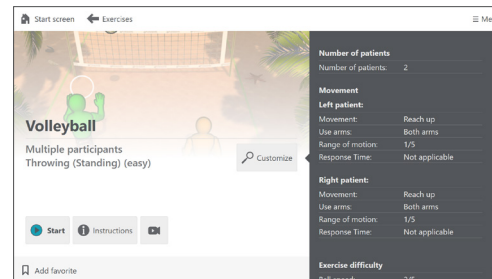 Start screen Exercises Me
Volleyball
Multiple participants
Throwing (Standing) (easy)
Customize
Start Instructions
Add favorite
Number of patients
Number of patients: 2
Movement
Left patient:
Movement: Reach up
Use arms: Both arms
Range of motion: 1/5
Response Time: Not applicable
Right patient:
Movement: Reach up
Use arms: Both arms
Range of motion: 1/5
Response Time: Not applicable
Exercise difficulty